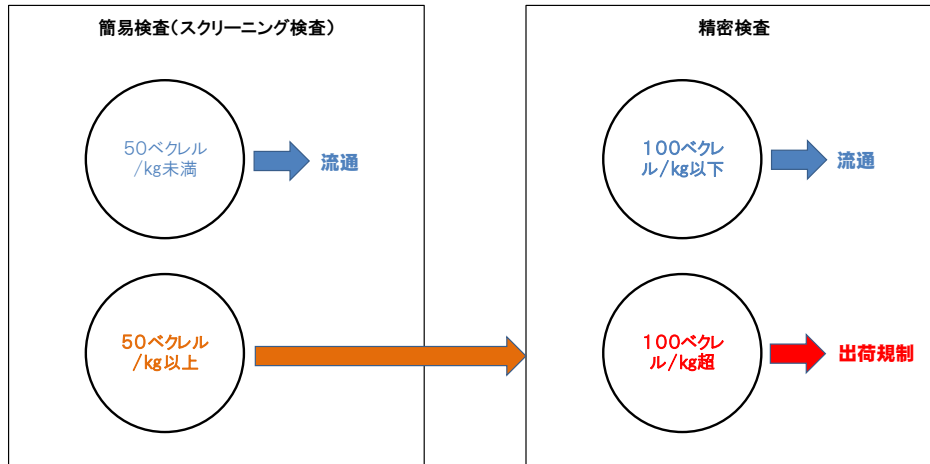 簡易検査(スクリーニング検査)
50ベクレル
/kg未満
流通
50ベクレル
/kg以上
精密検査
100ベクレ
ル/kg以下
流通
100ベクレ
ル/kg超
出荷規制